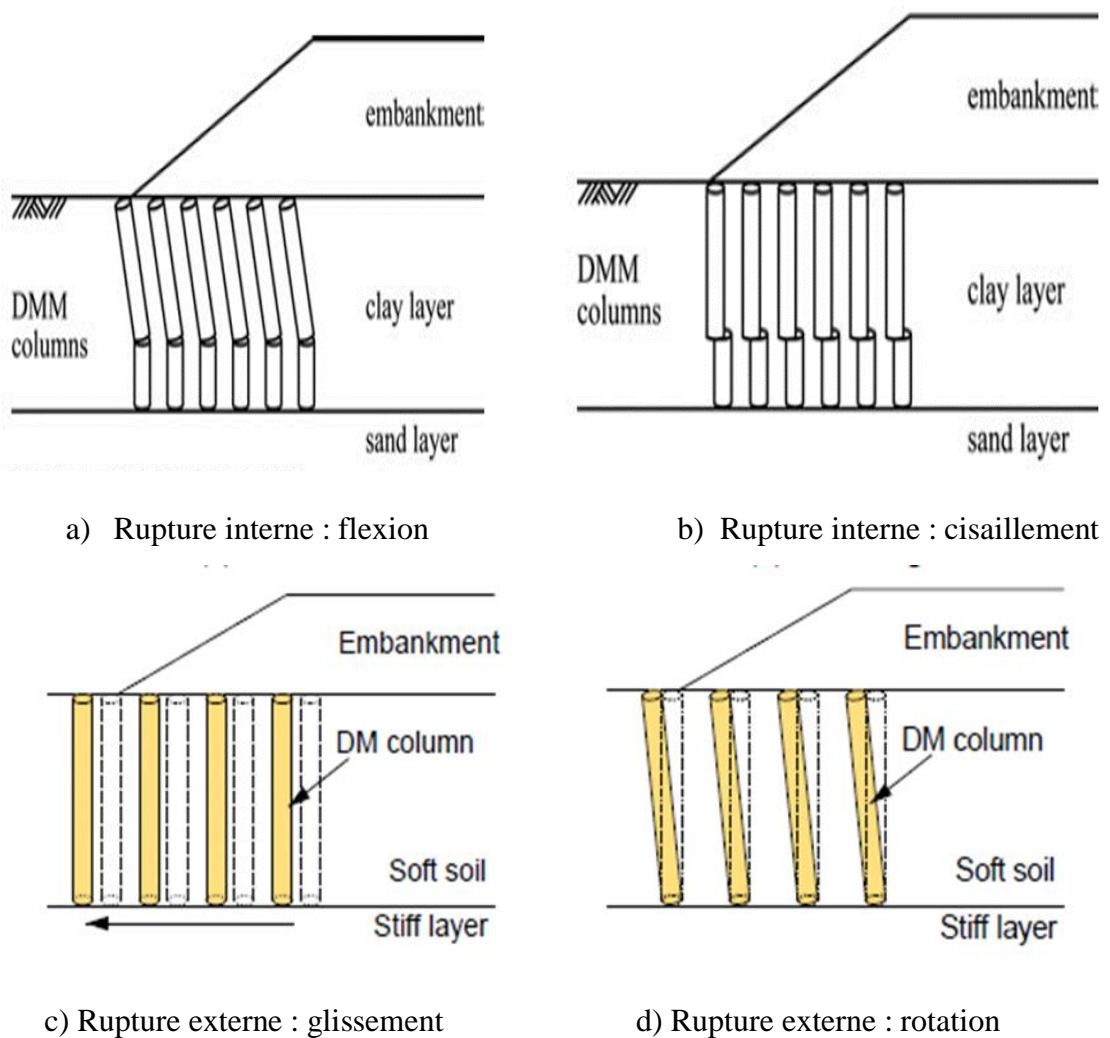 embankment
embankment
DMM
columns
clay layer
DMM
columns
clay layer
sand layer
sand layer
a) Rupture interne : flexion
b) Rupture interne : cisaillement
Embankment
Embankment
DM column
DM column
Soft soil
Soft soil
Stiff layer
Stiff layer
c) Rupture externe : glissement
d) Rupture externe : rotation